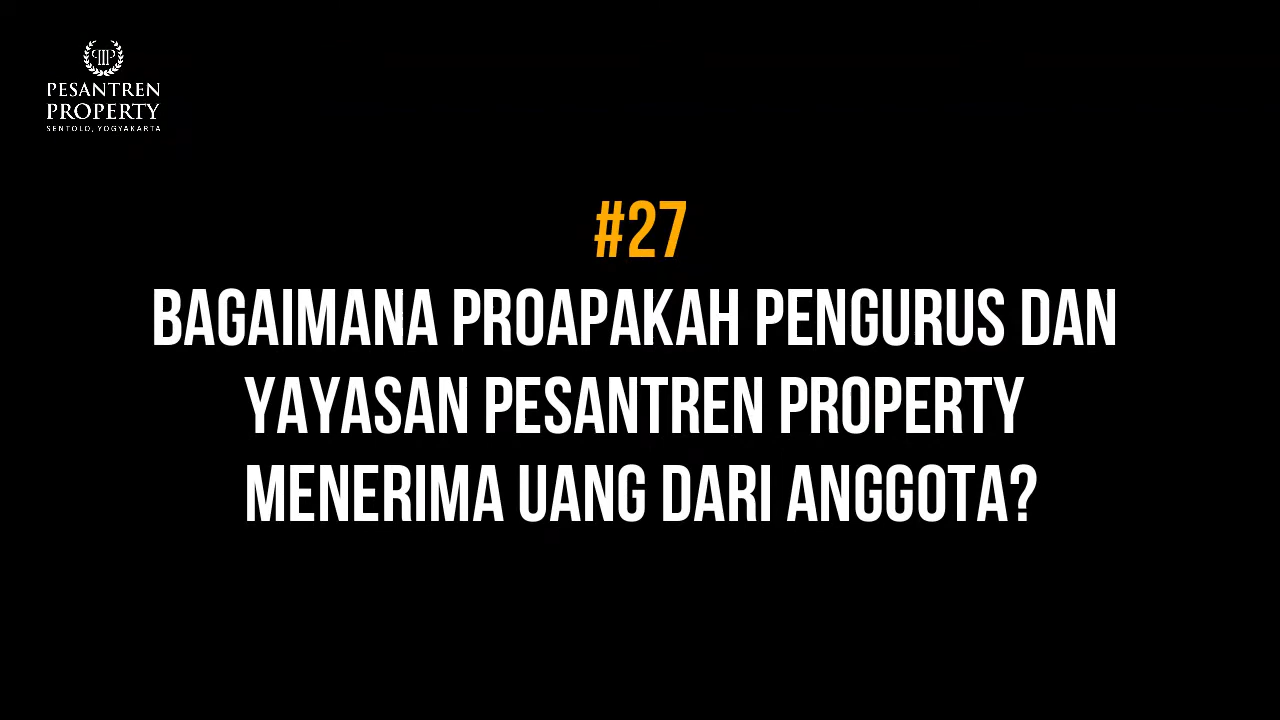 PESANTREN
PROPERTY
SENTOLO, YOGYAKARTA
#27
BAGAIMANA PROAPAKAH PENGURUS DAN
YAYASAN PESANTREN PROPERTY
MENERIMA UANG DARI ANGGOTA?